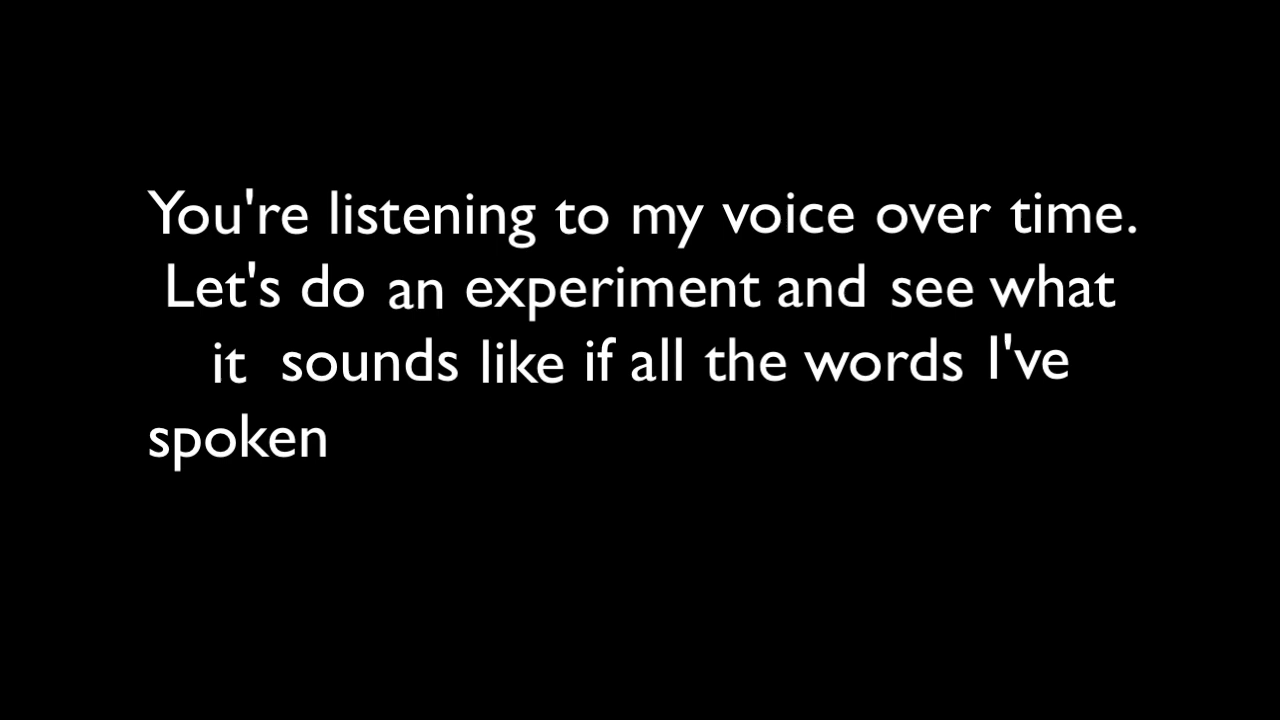 You're listening to my voice over time.
Let's do an experiment and see what
it sounds like if all the words I've
spoken